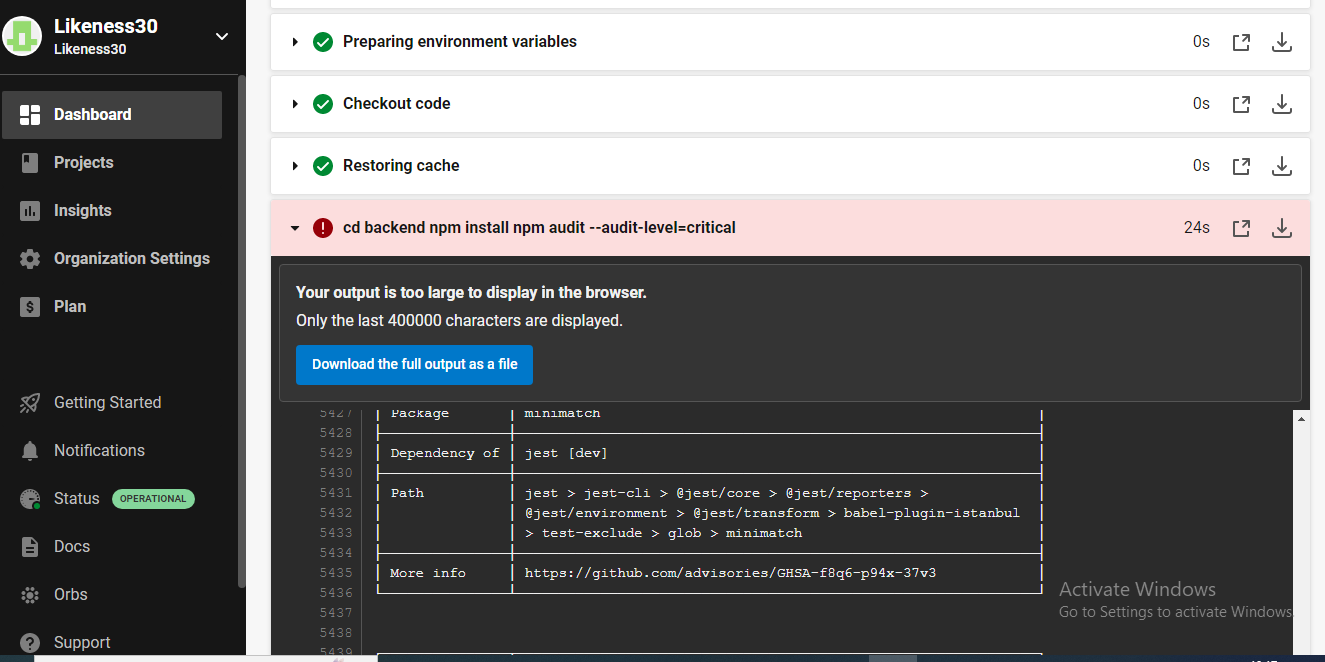 Likeness30
Likeness30
Dashboard
Projects
Insights
Organization Settings
Plan
Getting Started
Notifications
Status OPERATIONAL
Docs
Orbs
Support
Preparing environment variables 0s
Checkout code 0s
Restoring cache 0s
cd backend npm install npm audit --audit-level=critical 24s
Your output is too large to display in the browser.
Only the last 400000 characters are displayed.
Download the full output as a file
5427 Package minimatch
5428
5429 Dependency of jest [dev]
5430
5431 Path jest > jest-cli > @jest/core > @jest/reporters >
5432 @jest/environment > @jest/transform > babel-plugin-istanbul
5433 > test-exclude > glob > minimatch
5434
5435 More info https://github.com/advisories/GHSA-f8q6-p94x-37v3
5436
5437
5438
5439
Activate Windows
Go to Settings to activate Windows